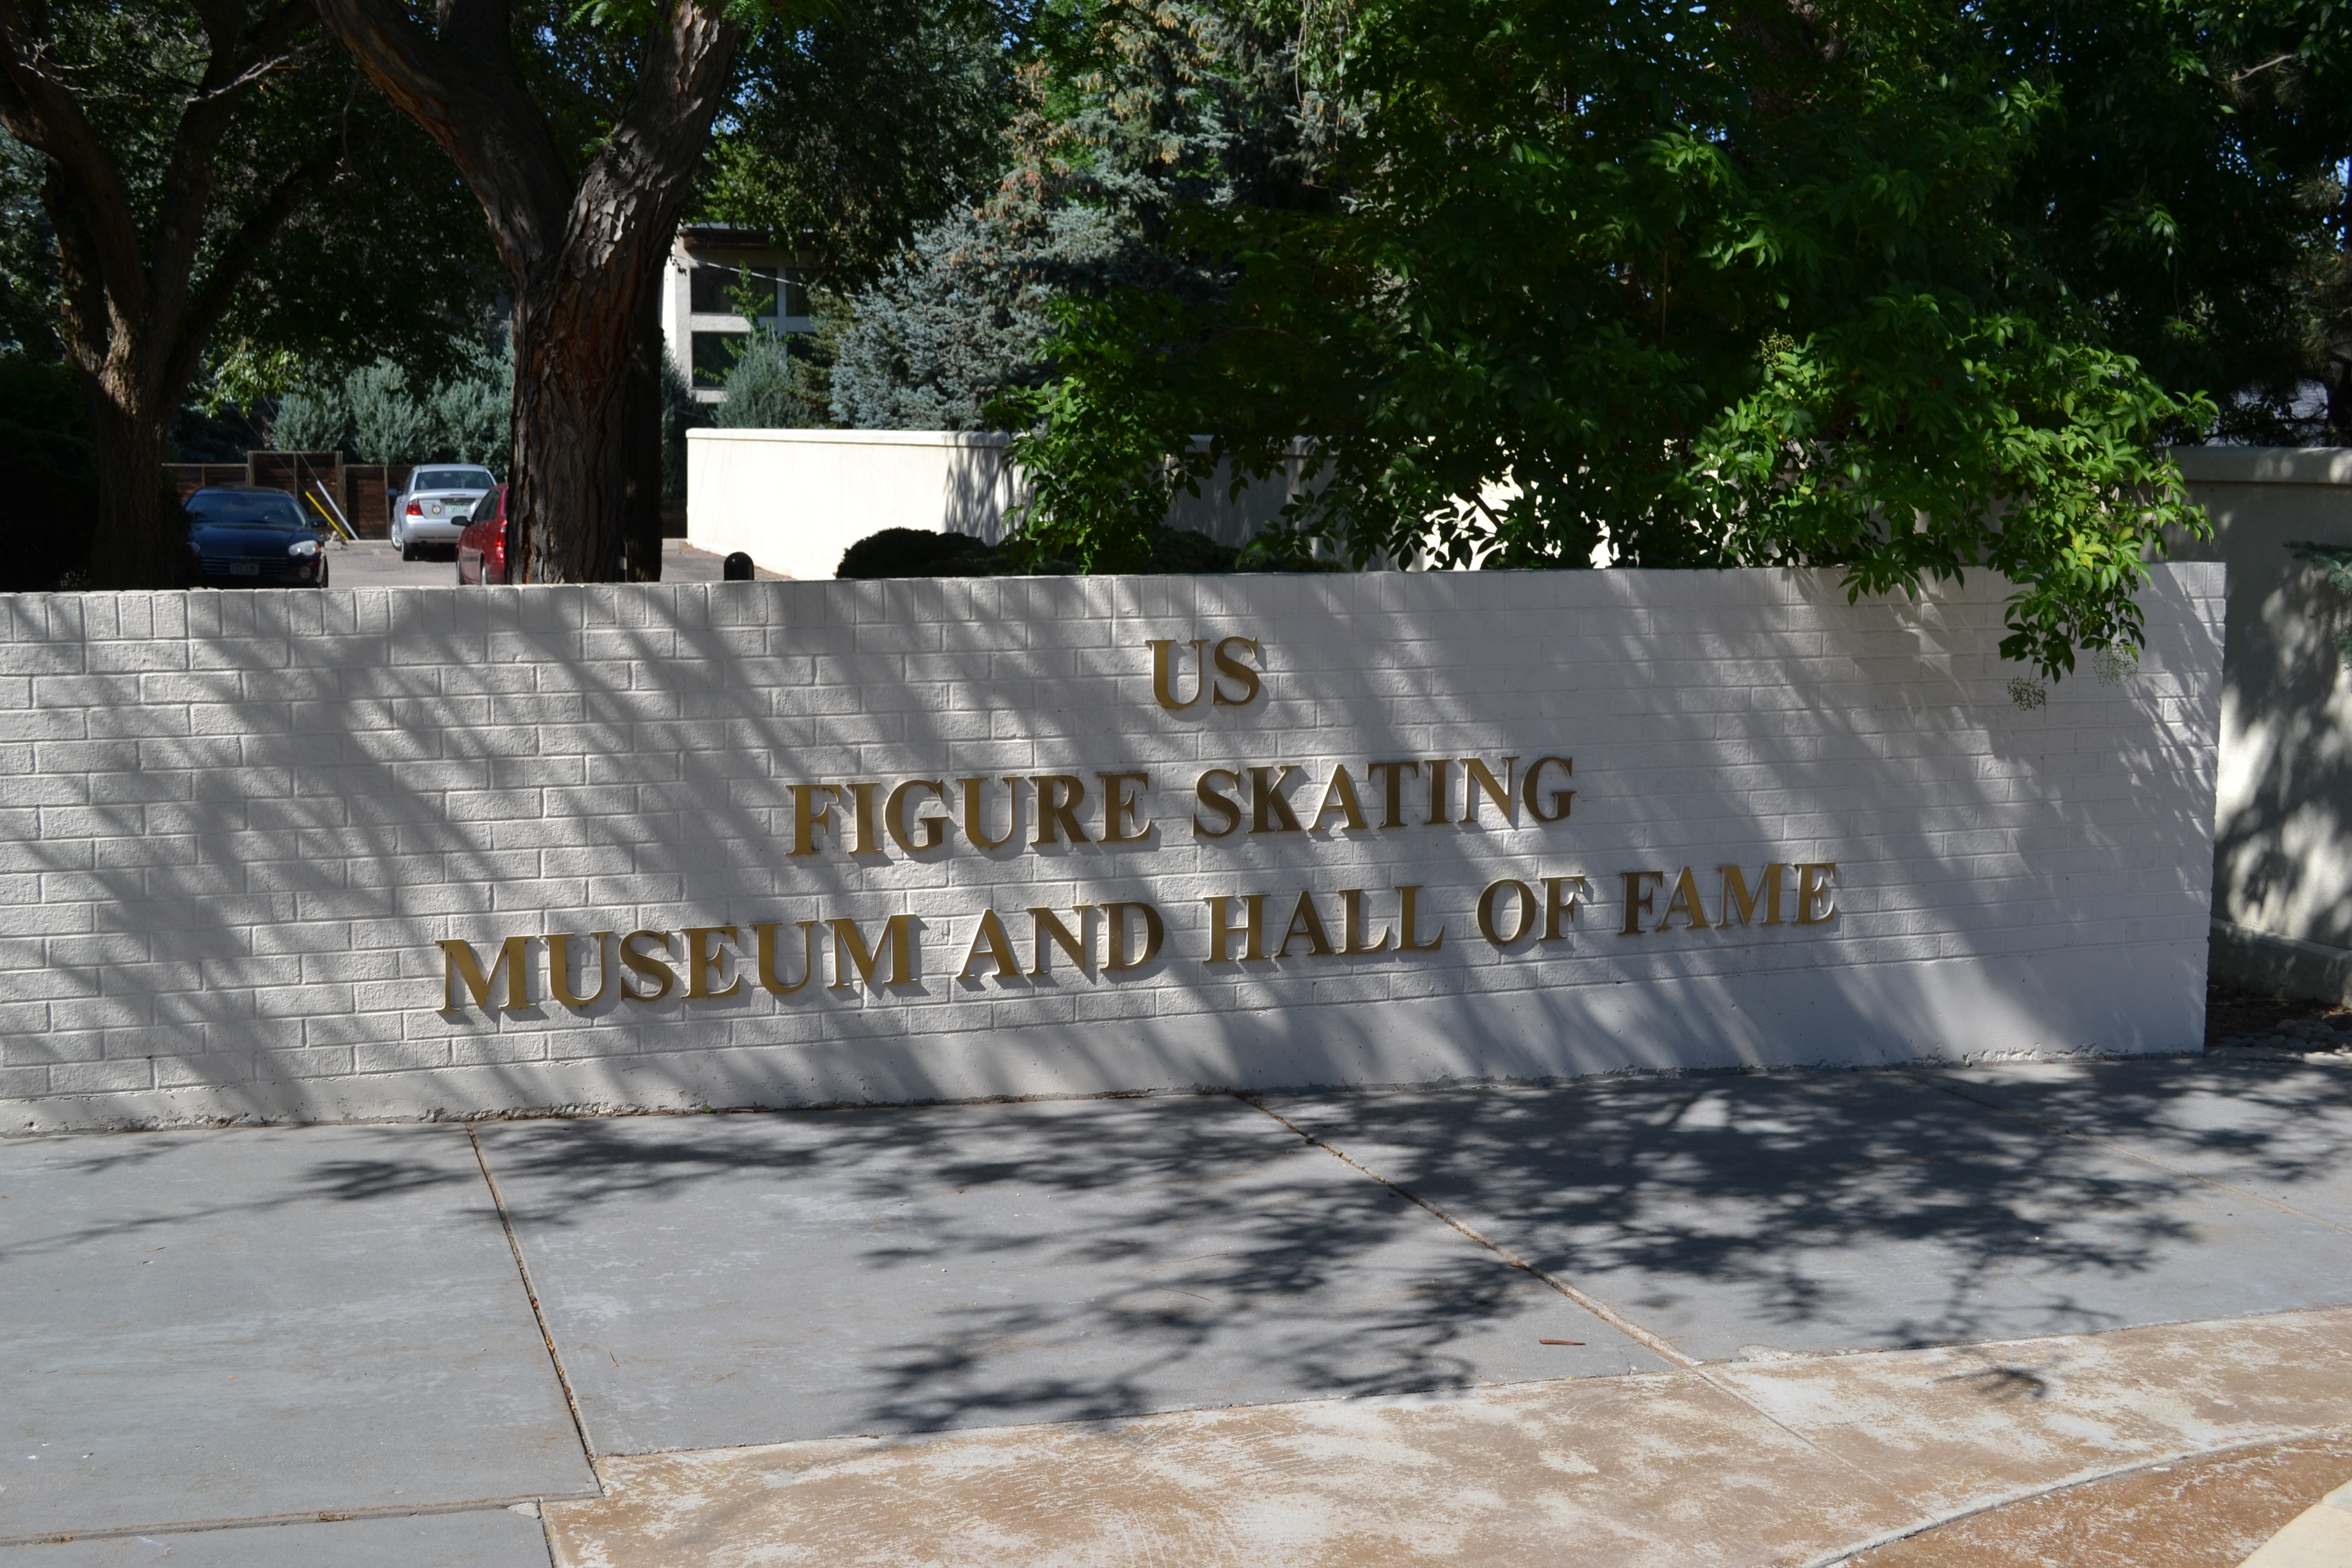 US
FIGURE SKATING
MUSEUM AND HALL OF FAME